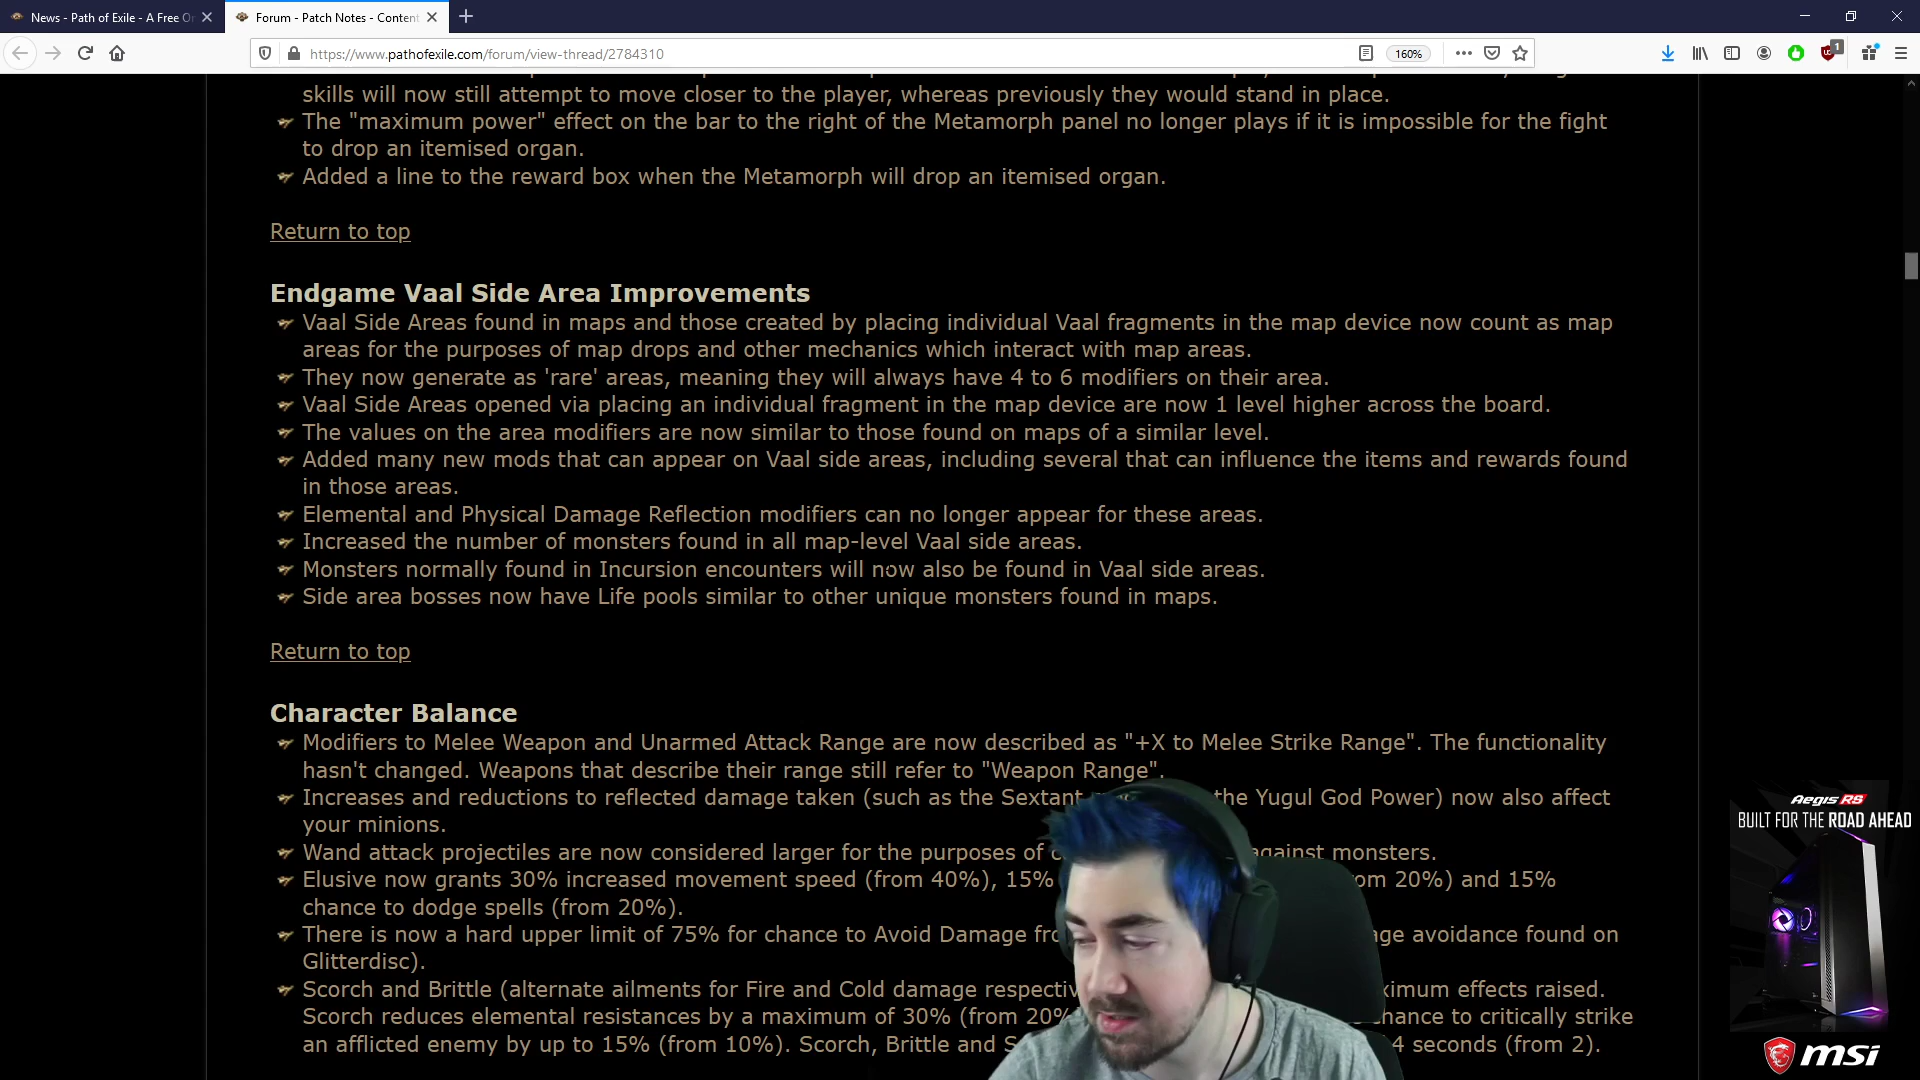 News - Path of Exile - A Free O
Forum - Patch Notes - Content
https://www.pathofexile.com/forum/view-thread/2784310
160%
1
skills will now still attempt to move closer to the player, whereas previously they would stand in place.
The "maximum power" effect on the bar to the right of the Metamorph panel no longer plays if it is impossible for the fight
to drop an itemised organ.
Added a line to the reward box when the Metamorph will drop an itemised organ.
Return to top
Endgame Vaal Side Area Improvements
Vaal Side Areas found in maps and those created by placing individual Vaal fragments in the map device now count as map
areas for the purposes of map drops and other mechanics which interact with map areas.
They now generate as 'rare' areas, meaning they will always have 4 to 6 modifiers on their area.
Vaal Side Areas opened via placing an individual fragment in the map device are now 1 level higher across the board.
The values on the area modifiers are now similar to those found on maps of a similar level.
Added many new mods that can appear on Vaal side areas, including several that can influence the items and rewards found
in those areas.
Elemental and Physical Damage Reflection modifiers can no longer appear for these areas.
Increased the number of monsters found in all map-level Vaal side areas.
Monsters normally found in Incursion encounters will now also be found in Vaal side areas.
Side area bosses now have Life pools similar to other unique monsters found in maps.
Return to top
Character Balance
Modifiers to Melee Weapon and Unarmed Attack Range are now described as "+X to Melee Strike Range". The functionality
hasn't changed. Weapons that describe their range still refer to "Weapon Range".
Increases and reductions to reflected damage taken (such as the Sextant the Yugul God Power) now also affect
your minions.
Wand attack projectiles are now considered larger for the purposes of against monsters.
Elusive now grants 30% increased movement speed (from 40%), 15% from 20%) and 15%
chance to dodge spells (from 20%).
There is now a hard upper limit of 75% for chance to Avoid Damage avoidance found on
Glitterdisc).
Scorch and Brittle (alternate ailments for Fire and Cold damage effects raised.
Scorch reduces elemental resistances by a maximum of 30% (from 20% chance to critically strike
an afflicted enemy by up to 15% (from 10%). Scorch, Brittle and 4 seconds (from 2).
Aegis RS
BUILT FOR THE ROAD AHEAD
msi